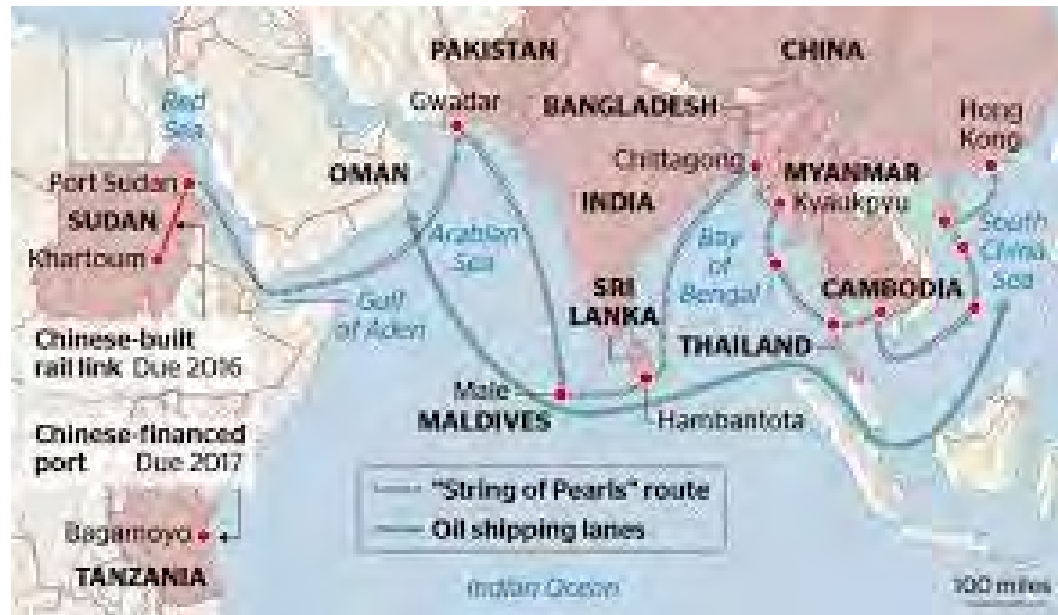 PAKISTAN
CHINA
Red
Sea
Gwadar
BANGLADESH
Hong
Kong
Port Sudan
OMAN
Chittagong
MYANMAR
SUDAN
INDIA
Kyaukpyu
Khartoum
Arabian
Sea
Bay
of
Bengal
South
China
Sea
Gulf
of Aden
SRI
LANKA
CAMBODIA
Chinese-built
rail link Due 2016
THAILAND
Male
MALDIVES
Hambantota
Chinese-financed
port Due 2017
"String of Pearls" route
Oil shipping lanes
Bagamoyo
TANZANIA
Indian Ocean
100 miles